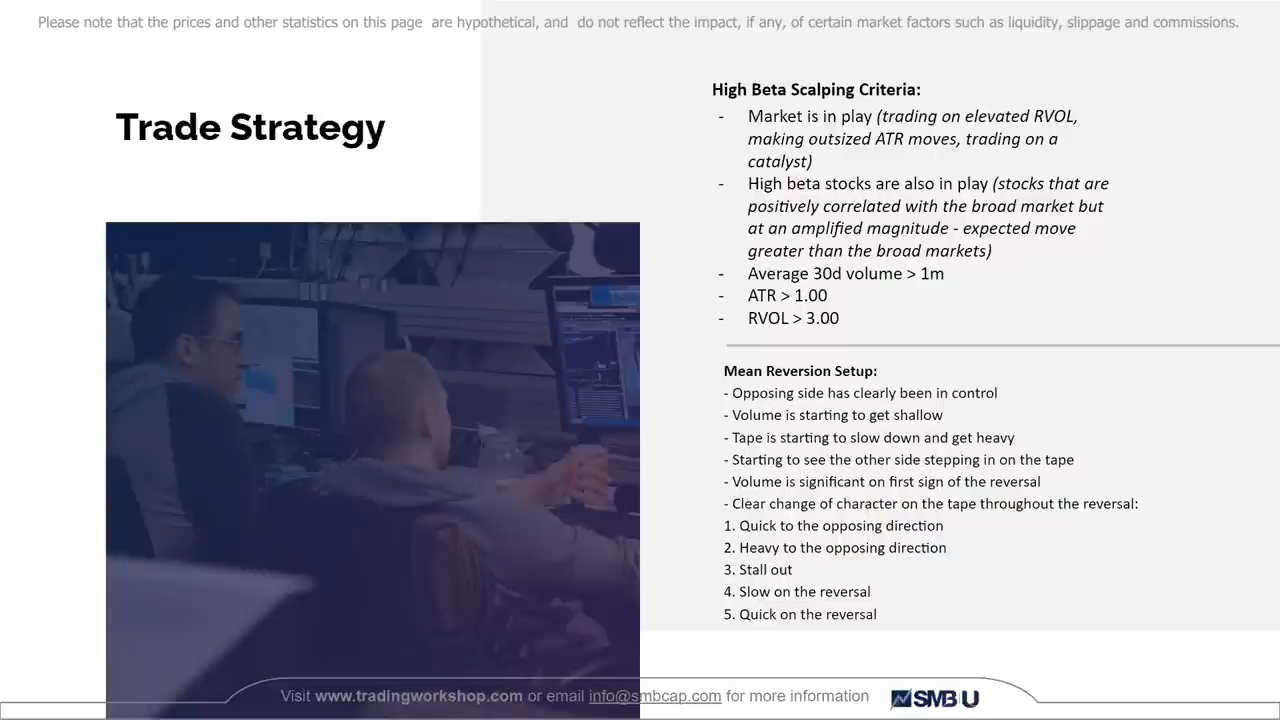 Please note that the prices and other statistics on this page are hypothetical, and do not reflect the impact, if any, of certain market factors such as liquidity, slippage and commissions.
Trade Strategy
High Beta Scalping Criteria:
- Market is in play (trading on elevated RVOL,
making outsized ATR moves, trading on a
catalyst)
- High beta stocks are also in play (stocks that are
positively correlated with the broad market but
at an amplified magnitude - expected move
greater than the broad markets)
- Average 30d volume > 1m
- ATR > 1.00
- RVOL > 3.00
Mean Reversion Setup:
- Opposing side has clearly been in control
- Volume is starting to get shallow
- Tape is starting to slow down and get heavy
- Starting to see the other side stepping in on the tape
- Volume is significant on first sign of the reversal
- Clear change of character on the tape throughout the reversal:
1. Quick to the opposing direction
2. Heavy to the opposing direction
3. Stall out
4. Slow on the reversal
5. Quick on the reversal
Visit www.tradingworkshop.com or email info@smbcap.com for more information
SMB U